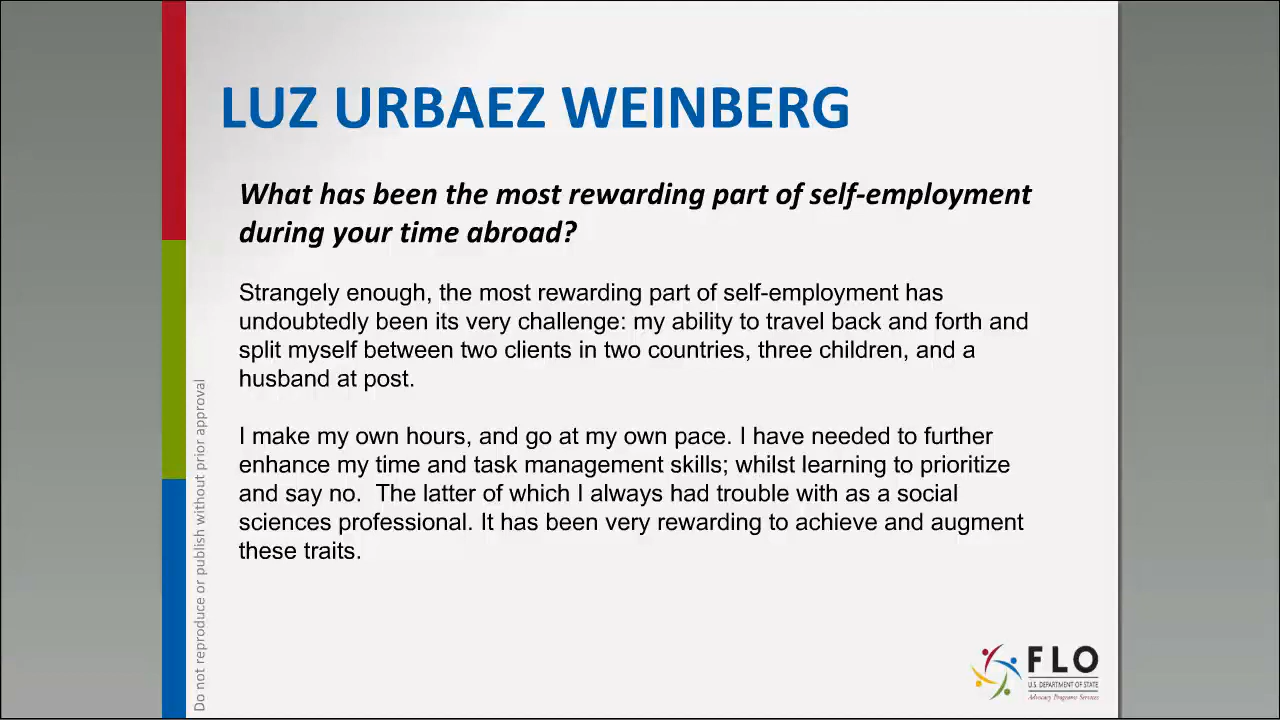 LUZ URBAEZ WEINBERG
What has been the most rewarding part of self-employment
during your time abroad?
Strangely enough, the most rewarding part of self-employment has
undoubtedly been its very challenge: my ability to travel back and forth and
split myself between two clients in two countries, three children, and a
husband at post.
I make my own hours, and go at my own pace. I have needed to further
enhance my time and task management skills; whilst learning to prioritize
and say no.  The latter of which I always had trouble with as a social
sciences professional. It has been very rewarding to achieve and augment
these traits.
Do not reproduce or publish without prior approval
FLO
U.S. DEPARTMENT OF STATE
Advocacy Programs Services